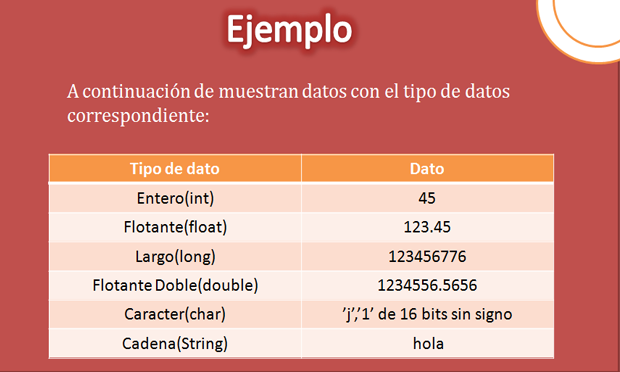 Ejemplo
A continuación de muestran datos con el tipo de datos
correspondiente:
Tipo de dato Dato
Entero(int) 45
Flotante(float) 123.45
Largo(long) 123456776
Flotante Doble(double) 1234556.5656
Caracter(char) ’j’,’1’ de 16 bits sin signo
Cadena(String) hola